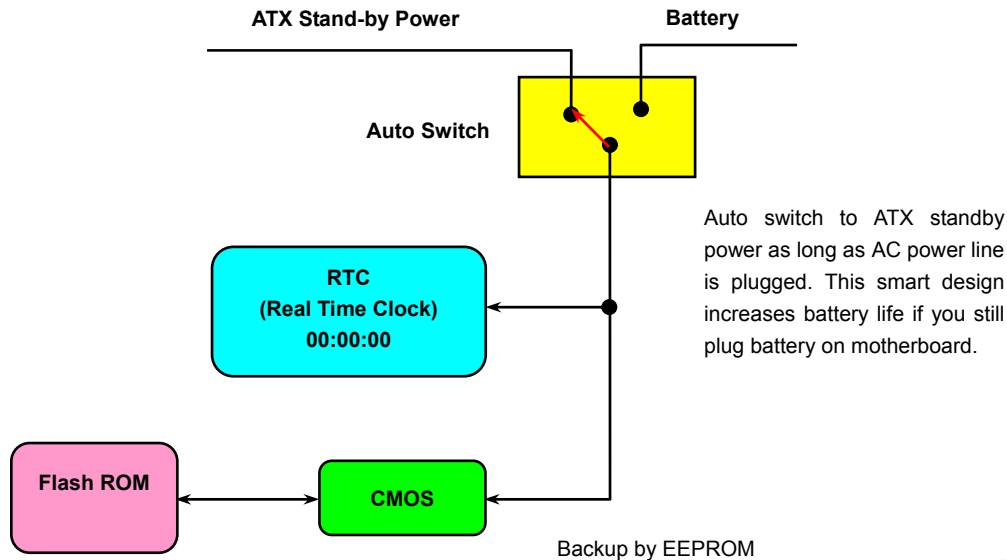 ATX Stand-by Power
Battery
Auto Switch
Auto switch to ATX standby
power as long as AC power line
is plugged. This smart design
increases battery life if you still
plug battery on motherboard.
RTC
(Real Time Clock)
00:00:00
Flash ROM
CMOS
Backup by EEPROM